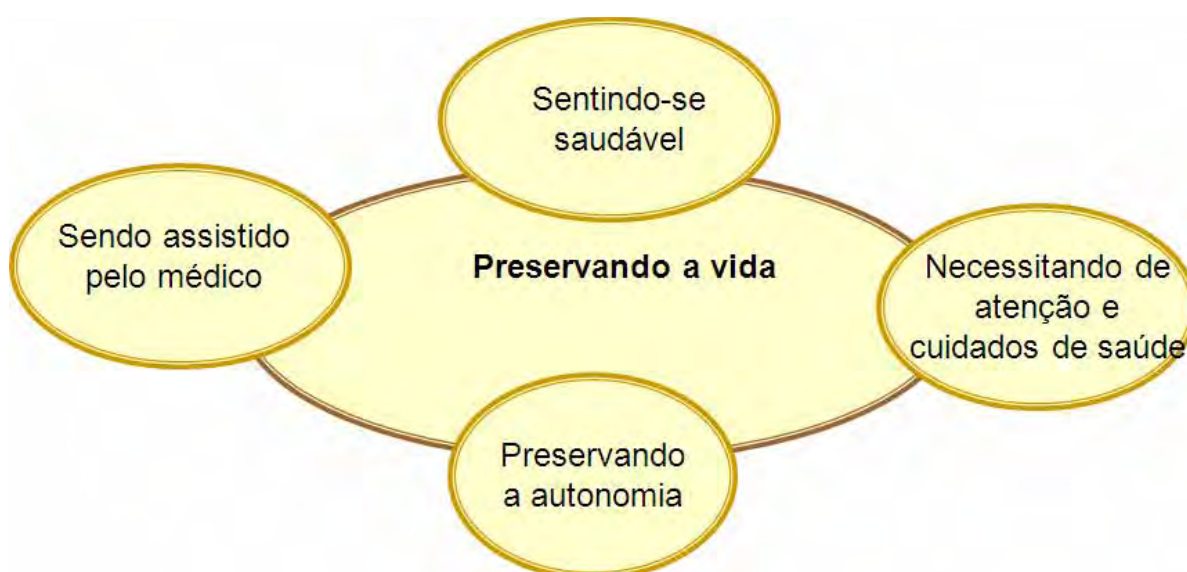 Sentindo-se
saudável
Sendo assistido
pelo médico
Preservando a vida
Necessitando de
atenção e
cuidados de saúde
Preservando
a autonomia